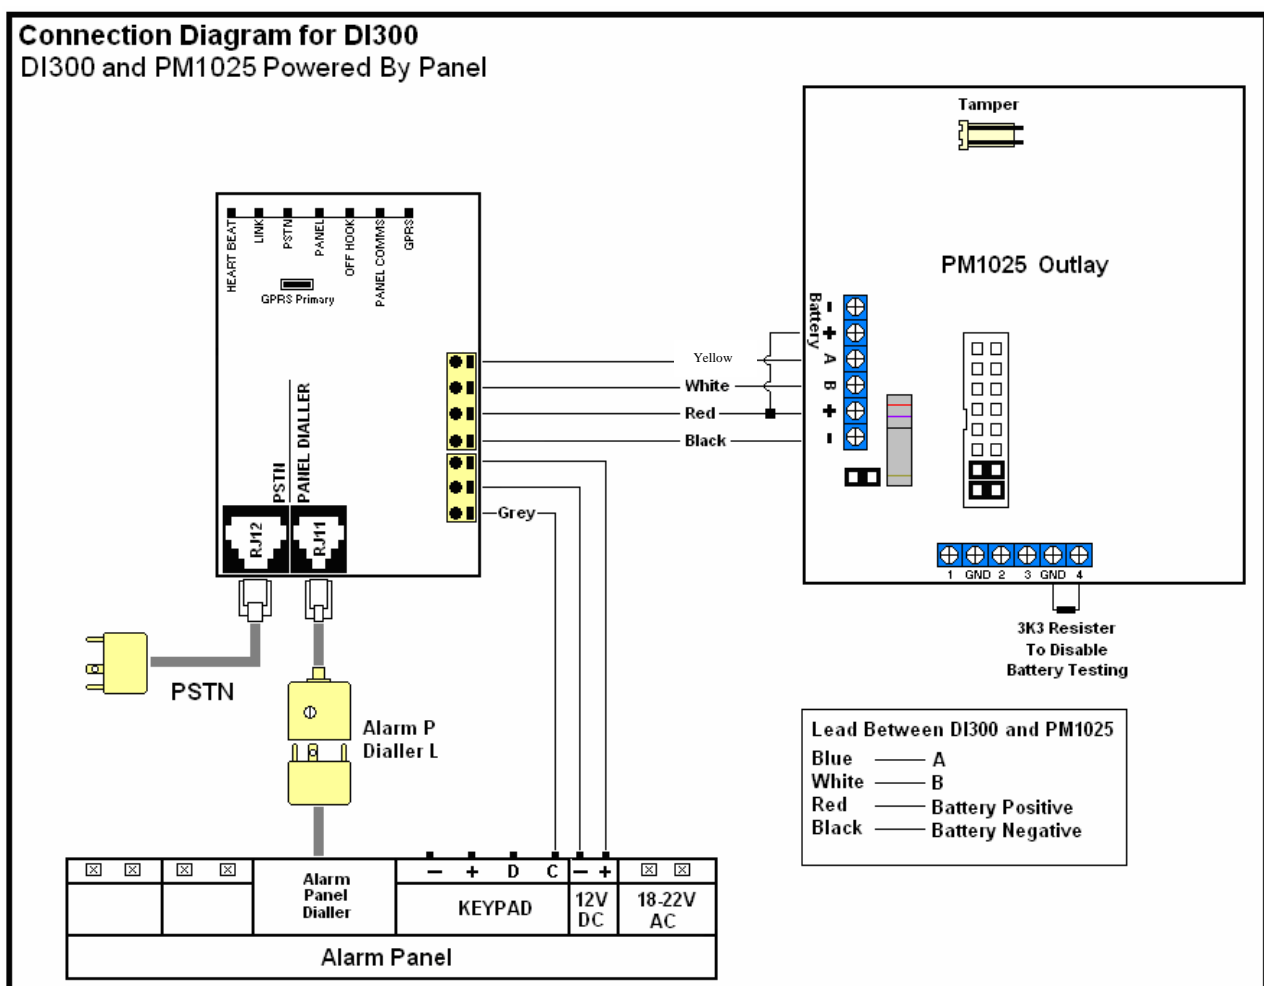 Connection Diagram for DI300
DI300 and PM1025 Powered By Panel
Tamper
HEART BEAT
LINK
PSTN
PANEL
OFF HOOK
PANEL COMMS
GPRS
GPRS Primary
PM1025 Outlay
Battery
-
+
A
B
+
-
Yellow
White
Red
Black
Grey
PSTN
PANEL DIALLER
RJ12
RJ11
1 GND 2 3 GND 4
3K3 Resister
To Disable
Battery Testing
PSTN
Alarm P
Dialler L
Lead Between DI300 and PM1025
Blue A
White B
Red Battery Positive
Black Battery Negative
- + D C - +
Alarm
Panel
Dialler
KEYPAD
12V
DC
18-22V
AC
Alarm Panel